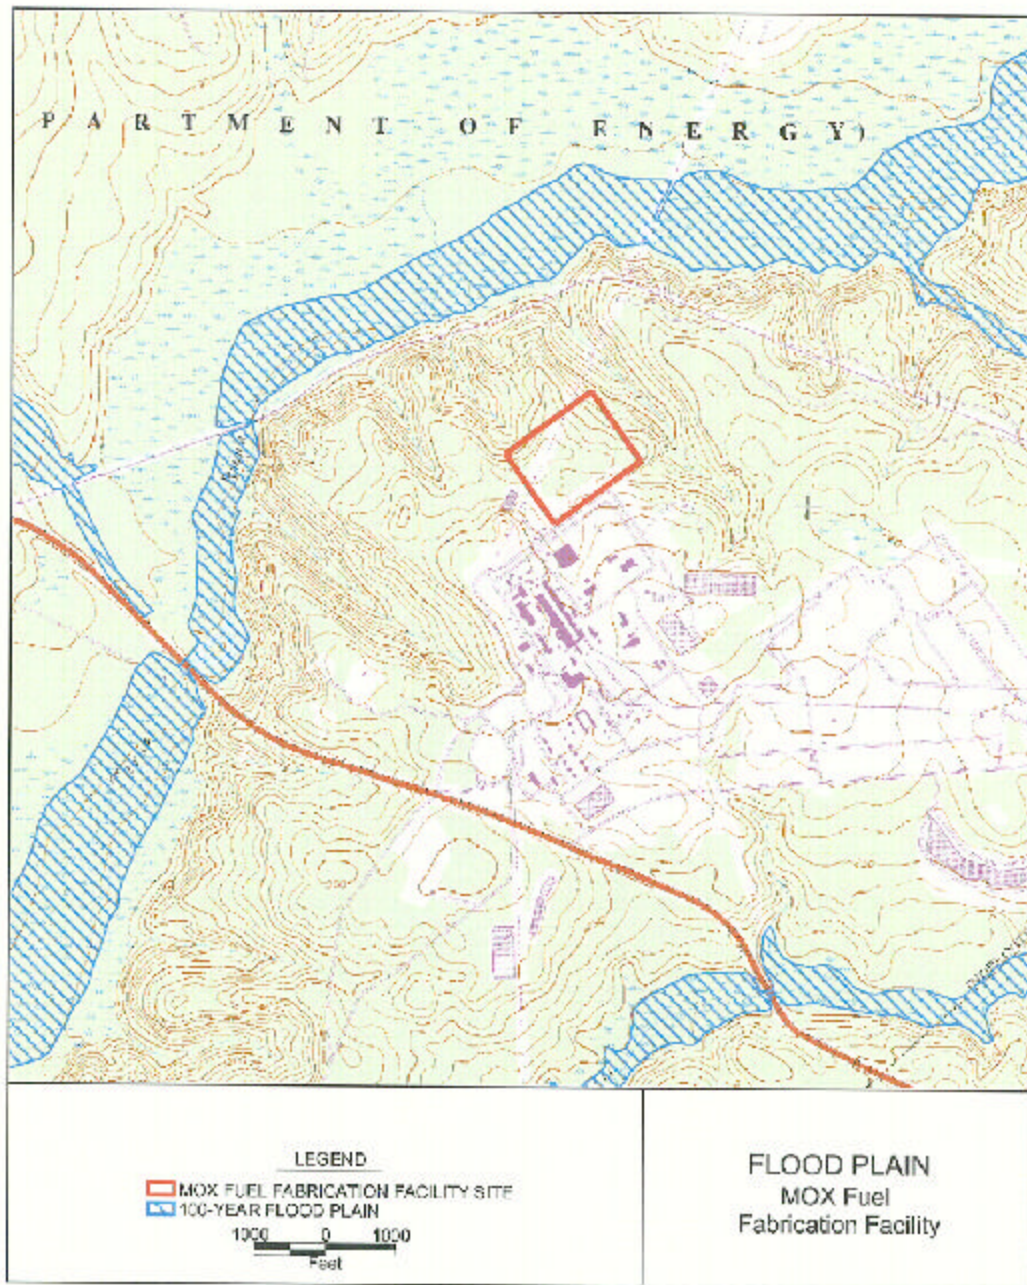 PARTMENT OF ENERGY)
LEGEND
MOX FUEL FABRICATION FACILITY SITE
100-YEAR FLOOD PLAIN
1000 0 1000
Feet
FLOOD PLAIN
MOX Fuel
Fabrication Facility